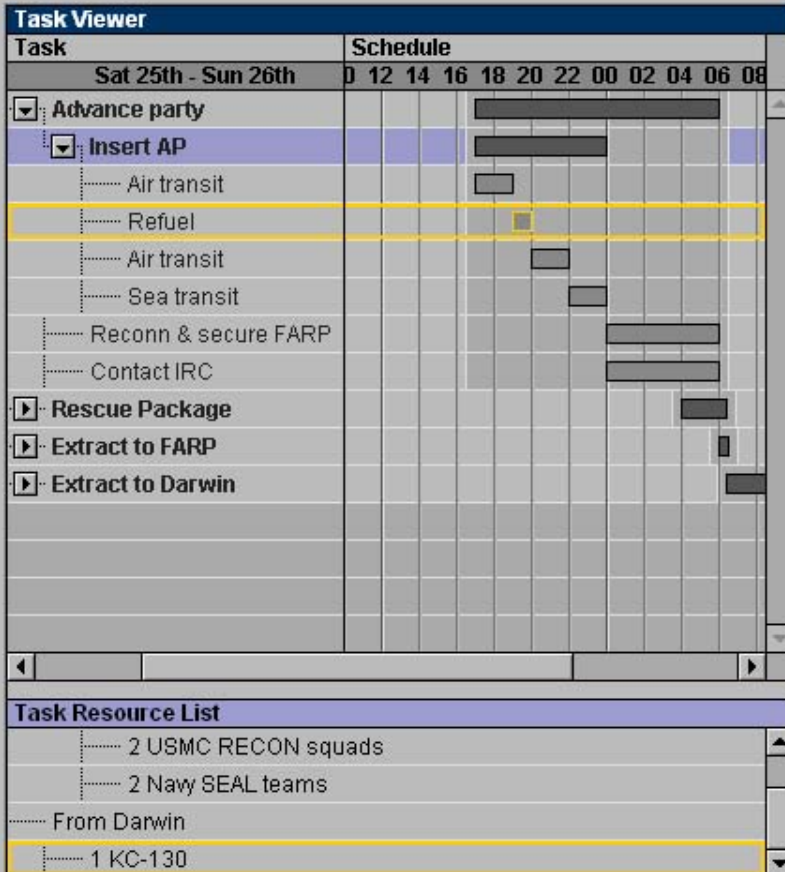 Task Viewer
Task Schedule
Sat 25th - Sun 26th 0 12 14 16 18 20 22 00 02 04 06 08
Advance party
Insert AP
Air transit
Refuel
Air transit
Sea transit
Reconn & secure FARP
Contact IRC
Rescue Package
Extract to FARP
Extract to Darwin
Task Resource List
2 USMC RECON squads
2 Navy SEAL teams
From Darwin
1 KC-130